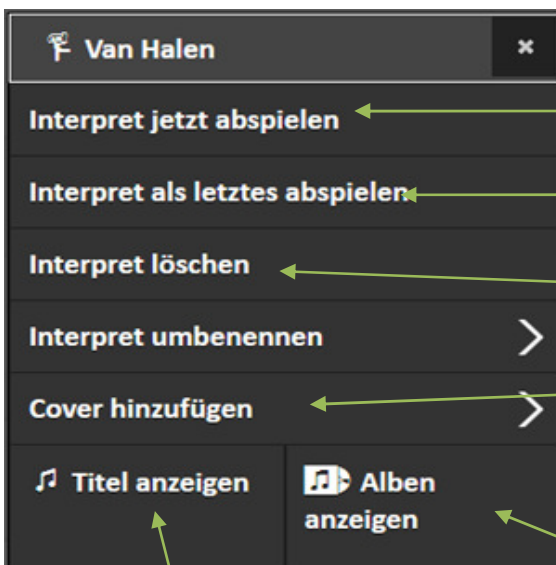 Van Halen
Interpret jetzt abspielen
Interpret als letztes abspielen
Interpret löschen
Interpret umbenennen
Cover hinzufügen
Titel anzeigen
Alben
anzeigen